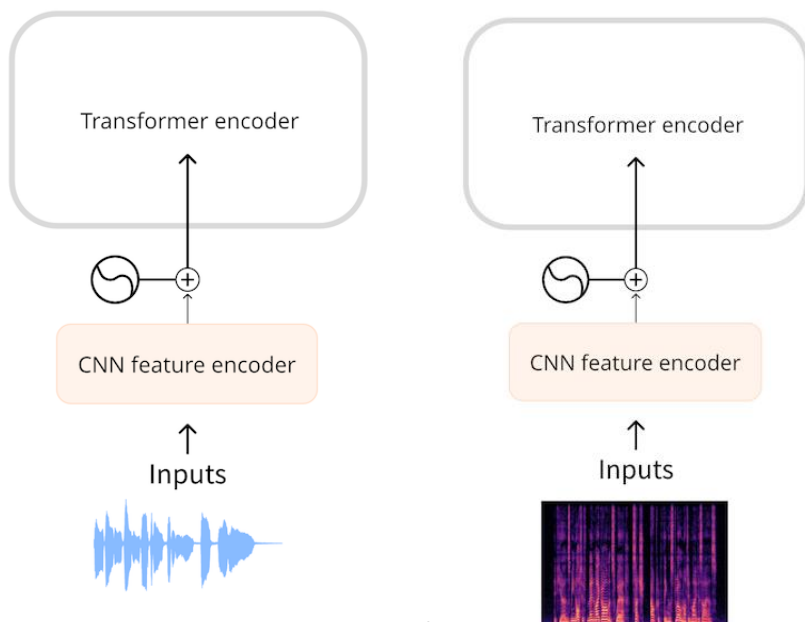 Transformer encoder
CNN feature encoder
Inputs
Transformer encoder
CNN feature encoder
Inputs